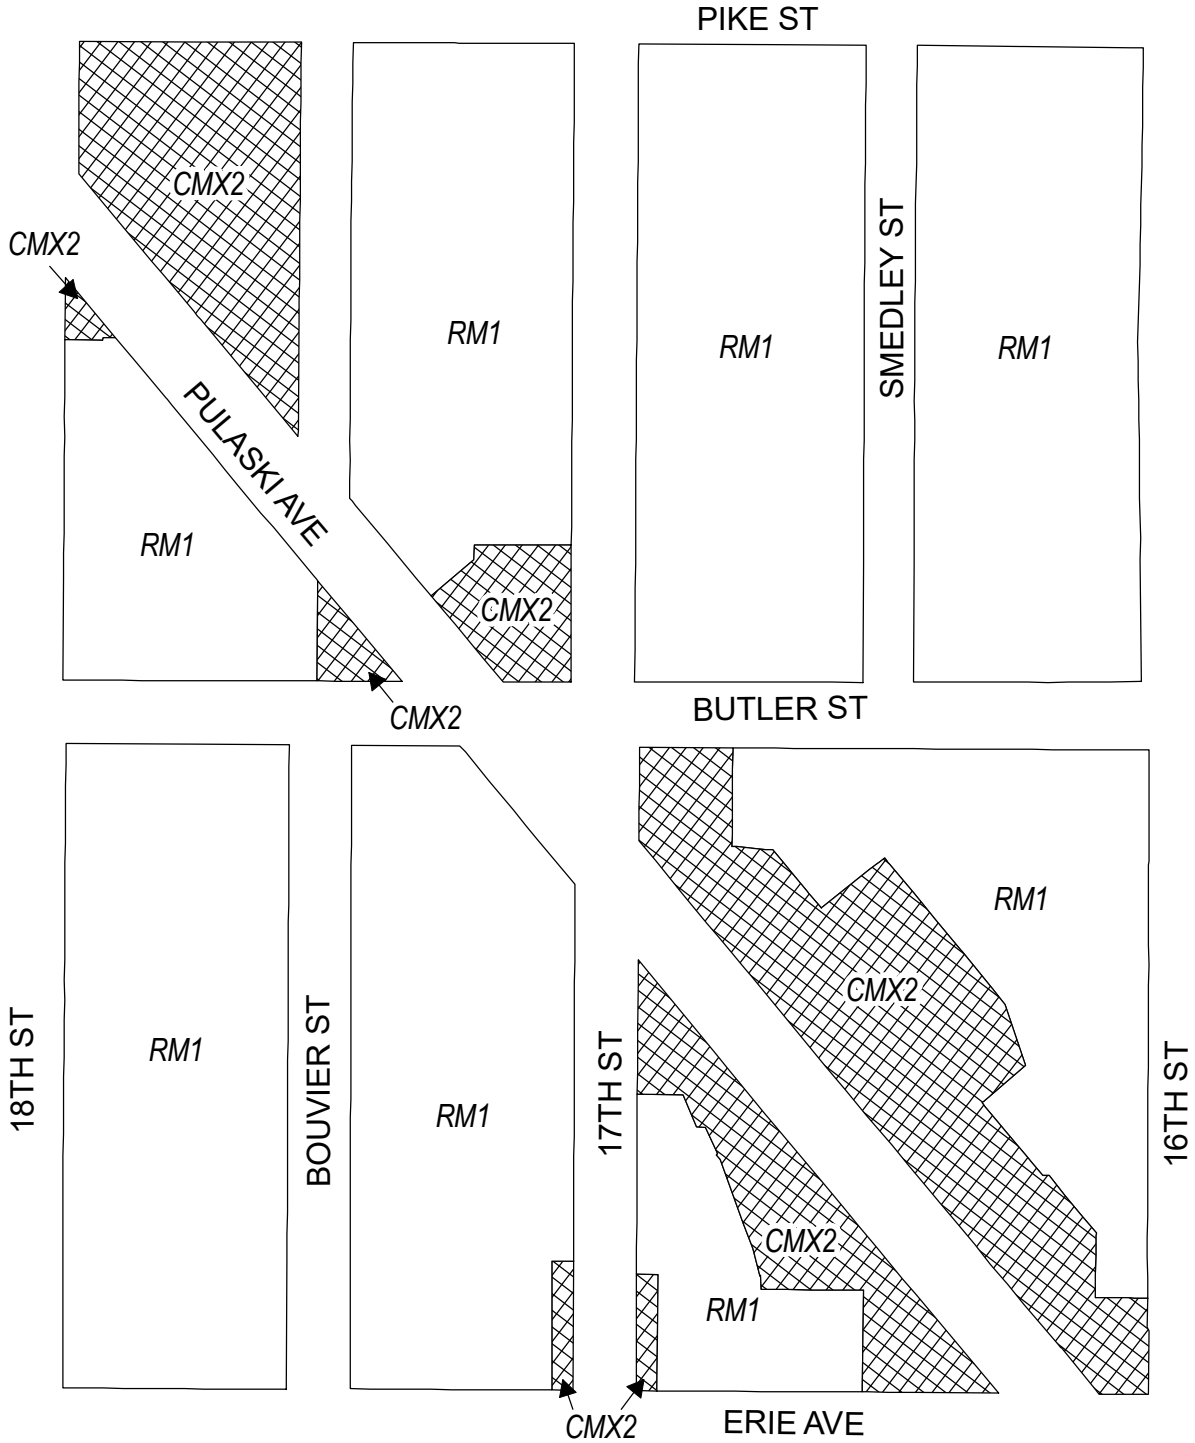 PIKE ST
CMX2
CMX2
SMEDLEY ST
RM1
RM1
RM1
PULASKI AVE
RM1
CMX2
BUTLER ST
CMX2
RM1
CMX2
18TH ST
RM1
BOUVIER ST
RM1
17TH ST
16TH ST
CMX2
RM1
CMX2
ERIE AVE